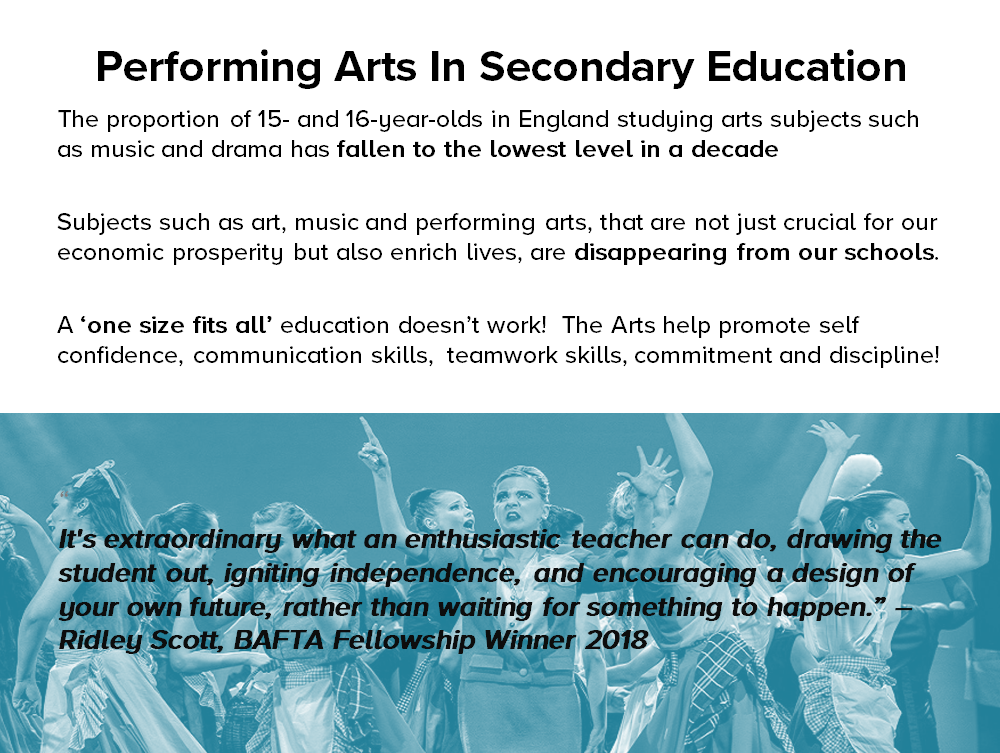 Performing Arts In Secondary Education
The proportion of 15- and 16-year-olds in England studying arts subjects such
as music and drama has fallen to the lowest level in a decade
Subjects such as art, music and performing arts, that are not just crucial for our
economic prosperity but also enrich lives, are disappearing from our schools.
A ‘one size fits all’ education doesn’t work!  The Arts help promote self
confidence, communication skills,  teamwork skills, commitment and discipline!
It's extraordinary what an enthusiastic teacher can do, drawing the
student out, igniting independence, and encouraging a design of
your own future, rather than waiting for something to happen.” –
Ridley Scott, BAFTA Fellowship Winner 2018